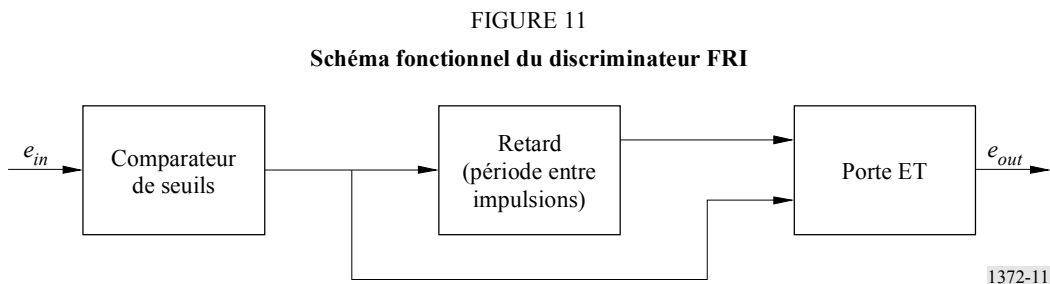 FIGURE 11
Schéma fonctionnel du discriminateur FRI
e_in
Comparateur
de seuils
Retard
(période entre
impulsions)
Porte ET
e_out
1372-11